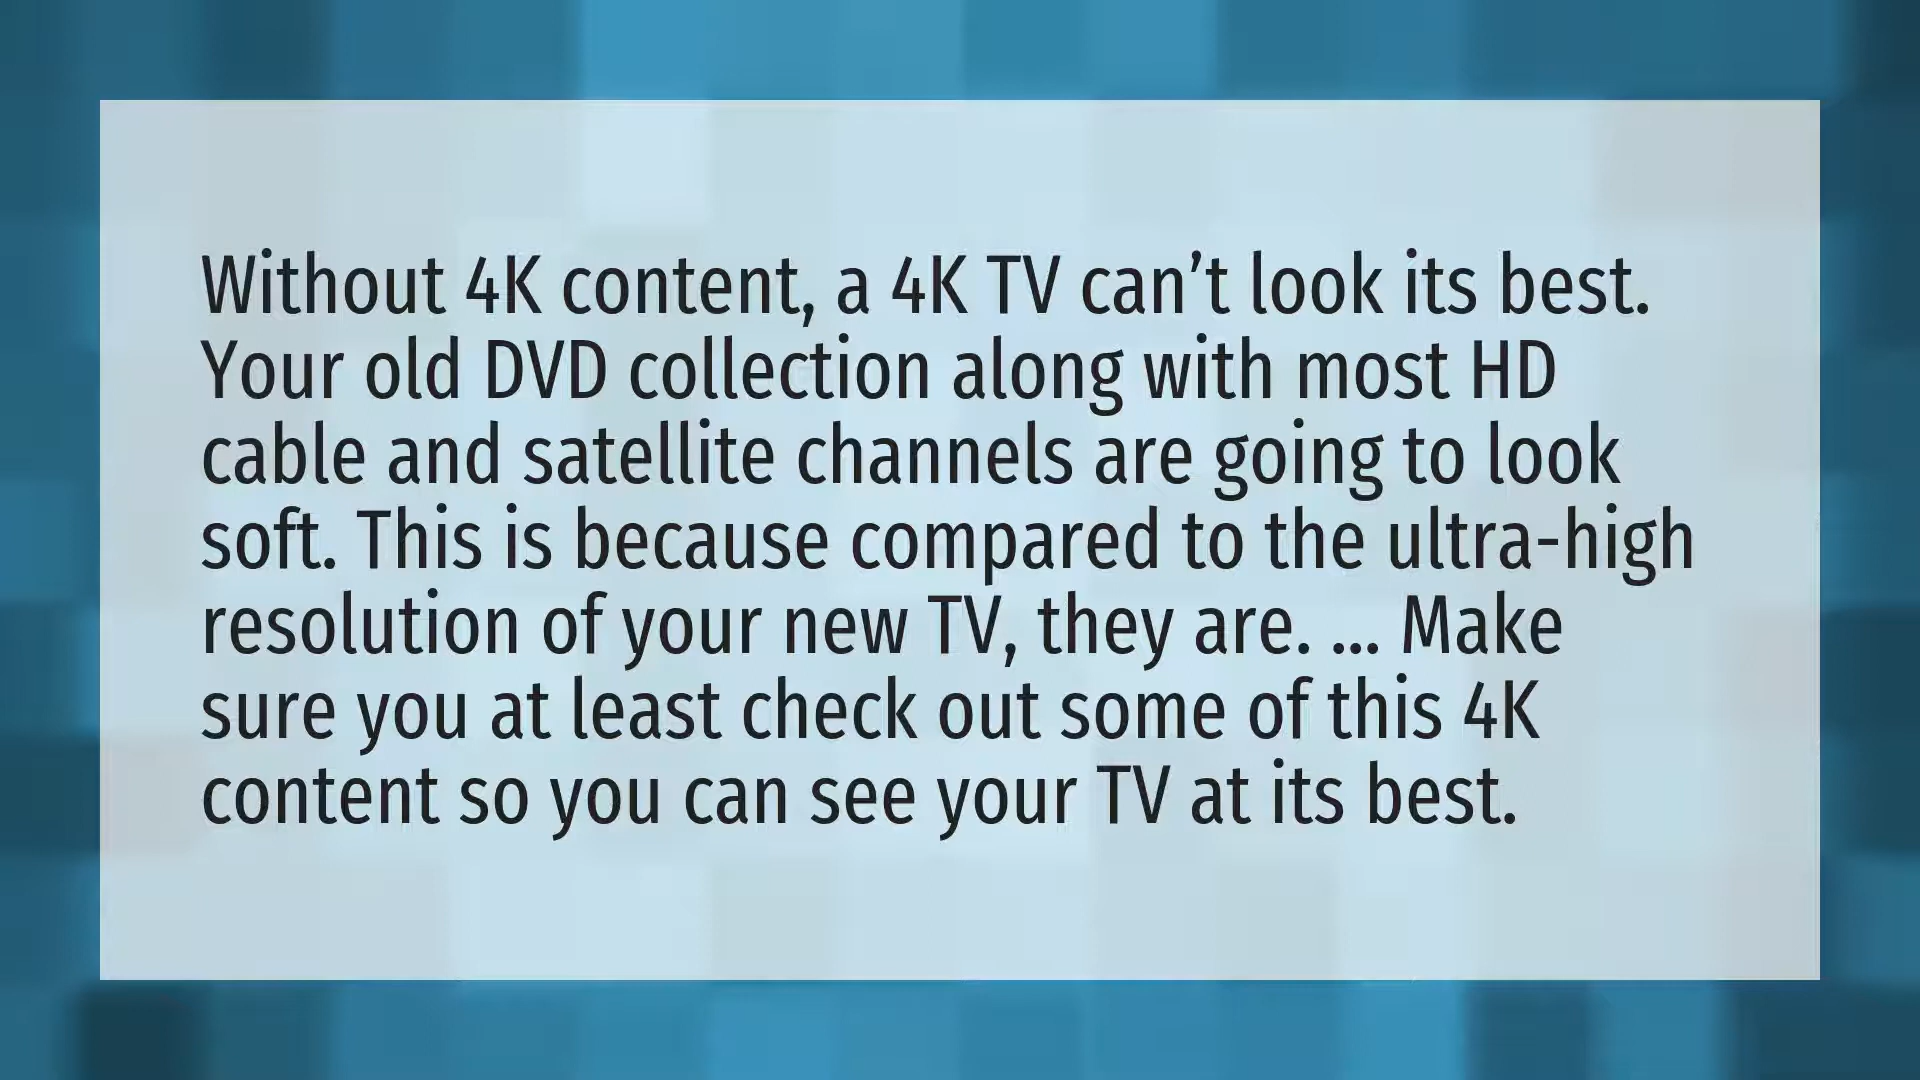 Without 4K content, a 4K TV can’t look its best.
Your old DVD collection along with most HD
cable and satellite channels are going to look
soft. This is because compared to the ultra-high
resolution of your new TV, they are. ... Make
sure you at least check out some of this 4K
content so you can see your TV at its best.